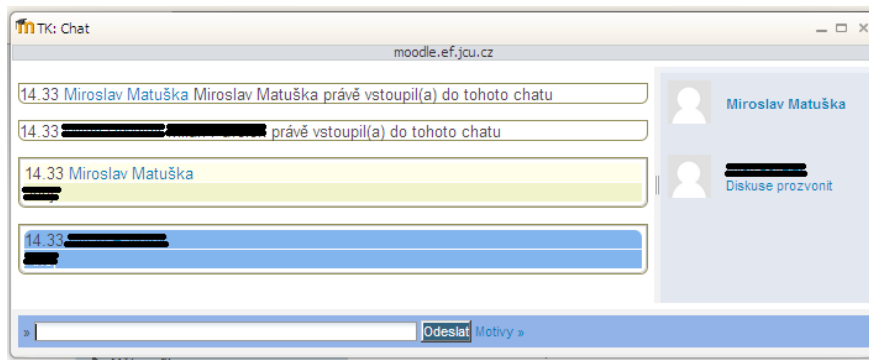 TK: Chat
moodle.ef.jcu.cz
14.33 Miroslav Matuška Miroslav Matuška právě vstoupil(a) do tohoto chatu
14.33 právě vstoupil(a) do tohoto chatu
14.33 Miroslav Matuška
14.33
» Odeslat Motivy »
Miroslav Matuška
Diskuse prozvonit